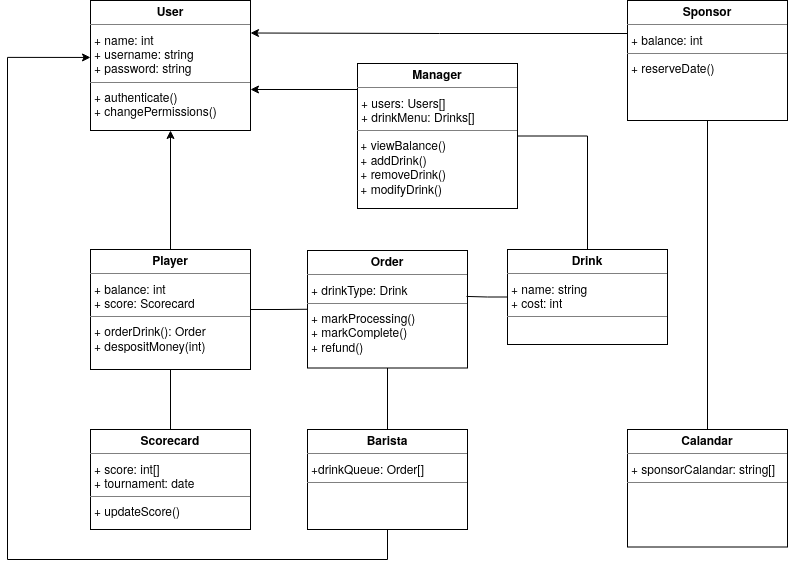 User
+ name: int
+ username: string
+ password: string
+ authenticate()
+ changePermissions()
Sponsor
+ balance: int
+ reserveDate()
Manager
+ users: Users[]
+ drinkMenu: Drinks[]
+ viewBalance()
+ addDrink()
+ removeDrink()
+ modifyDrink()
Player
+ balance: int
+ score: Scorecard
+ orderDrink(): Order
+ despositMoney(int)
Order
+ drinkType: Drink
+ markProcessing()
+ markComplete()
+ refund()
Drink
+ name: string
+ cost: int
Scorecard
+ score: int[]
+ tournament: date
+ updateScore()
Barista
+drinkQueue: Order[]
Calandar
+ sponsorCalandar: string[]